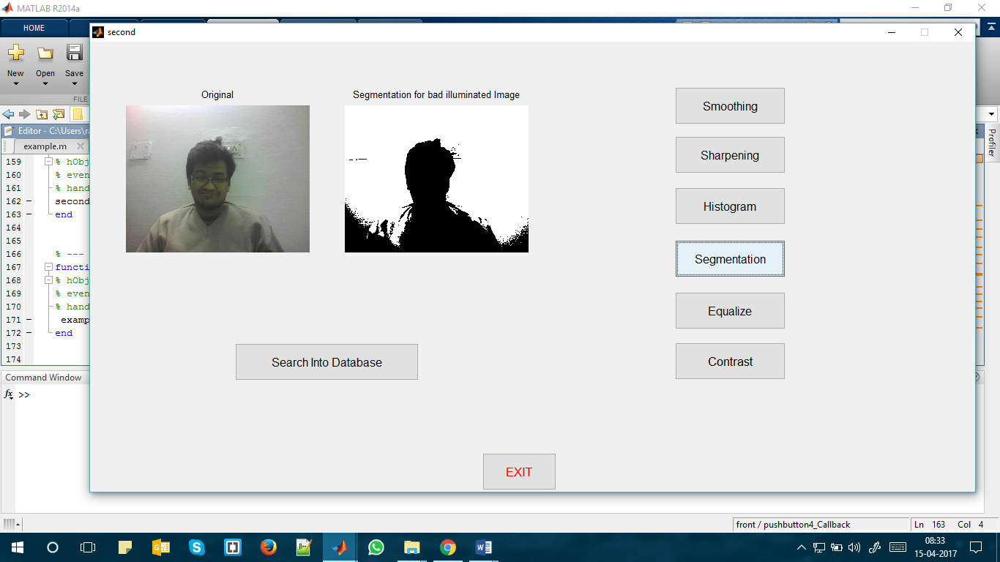 MATLAB R2014a
HOME
second
New
Open
Save
FILE
Original
Segmentation for bad illuminated Image
Smoothing
Sharpening
Histogram
Segmentation
Equalize
Contrast
Search Into Database
EXIT
Editor - C:\Users\r
example.m
Profiler
159 % hObj
160 % even
161 % hand
162 second
163 end
164
165
166 % ---
167 functi
168 % hObj
169 % even
170 % hand
171 examp
172 end
173
174
Command Window
fx >>
front / pushbutton4_Callback
Ln 163 Col 4
08:33
15-04-2017